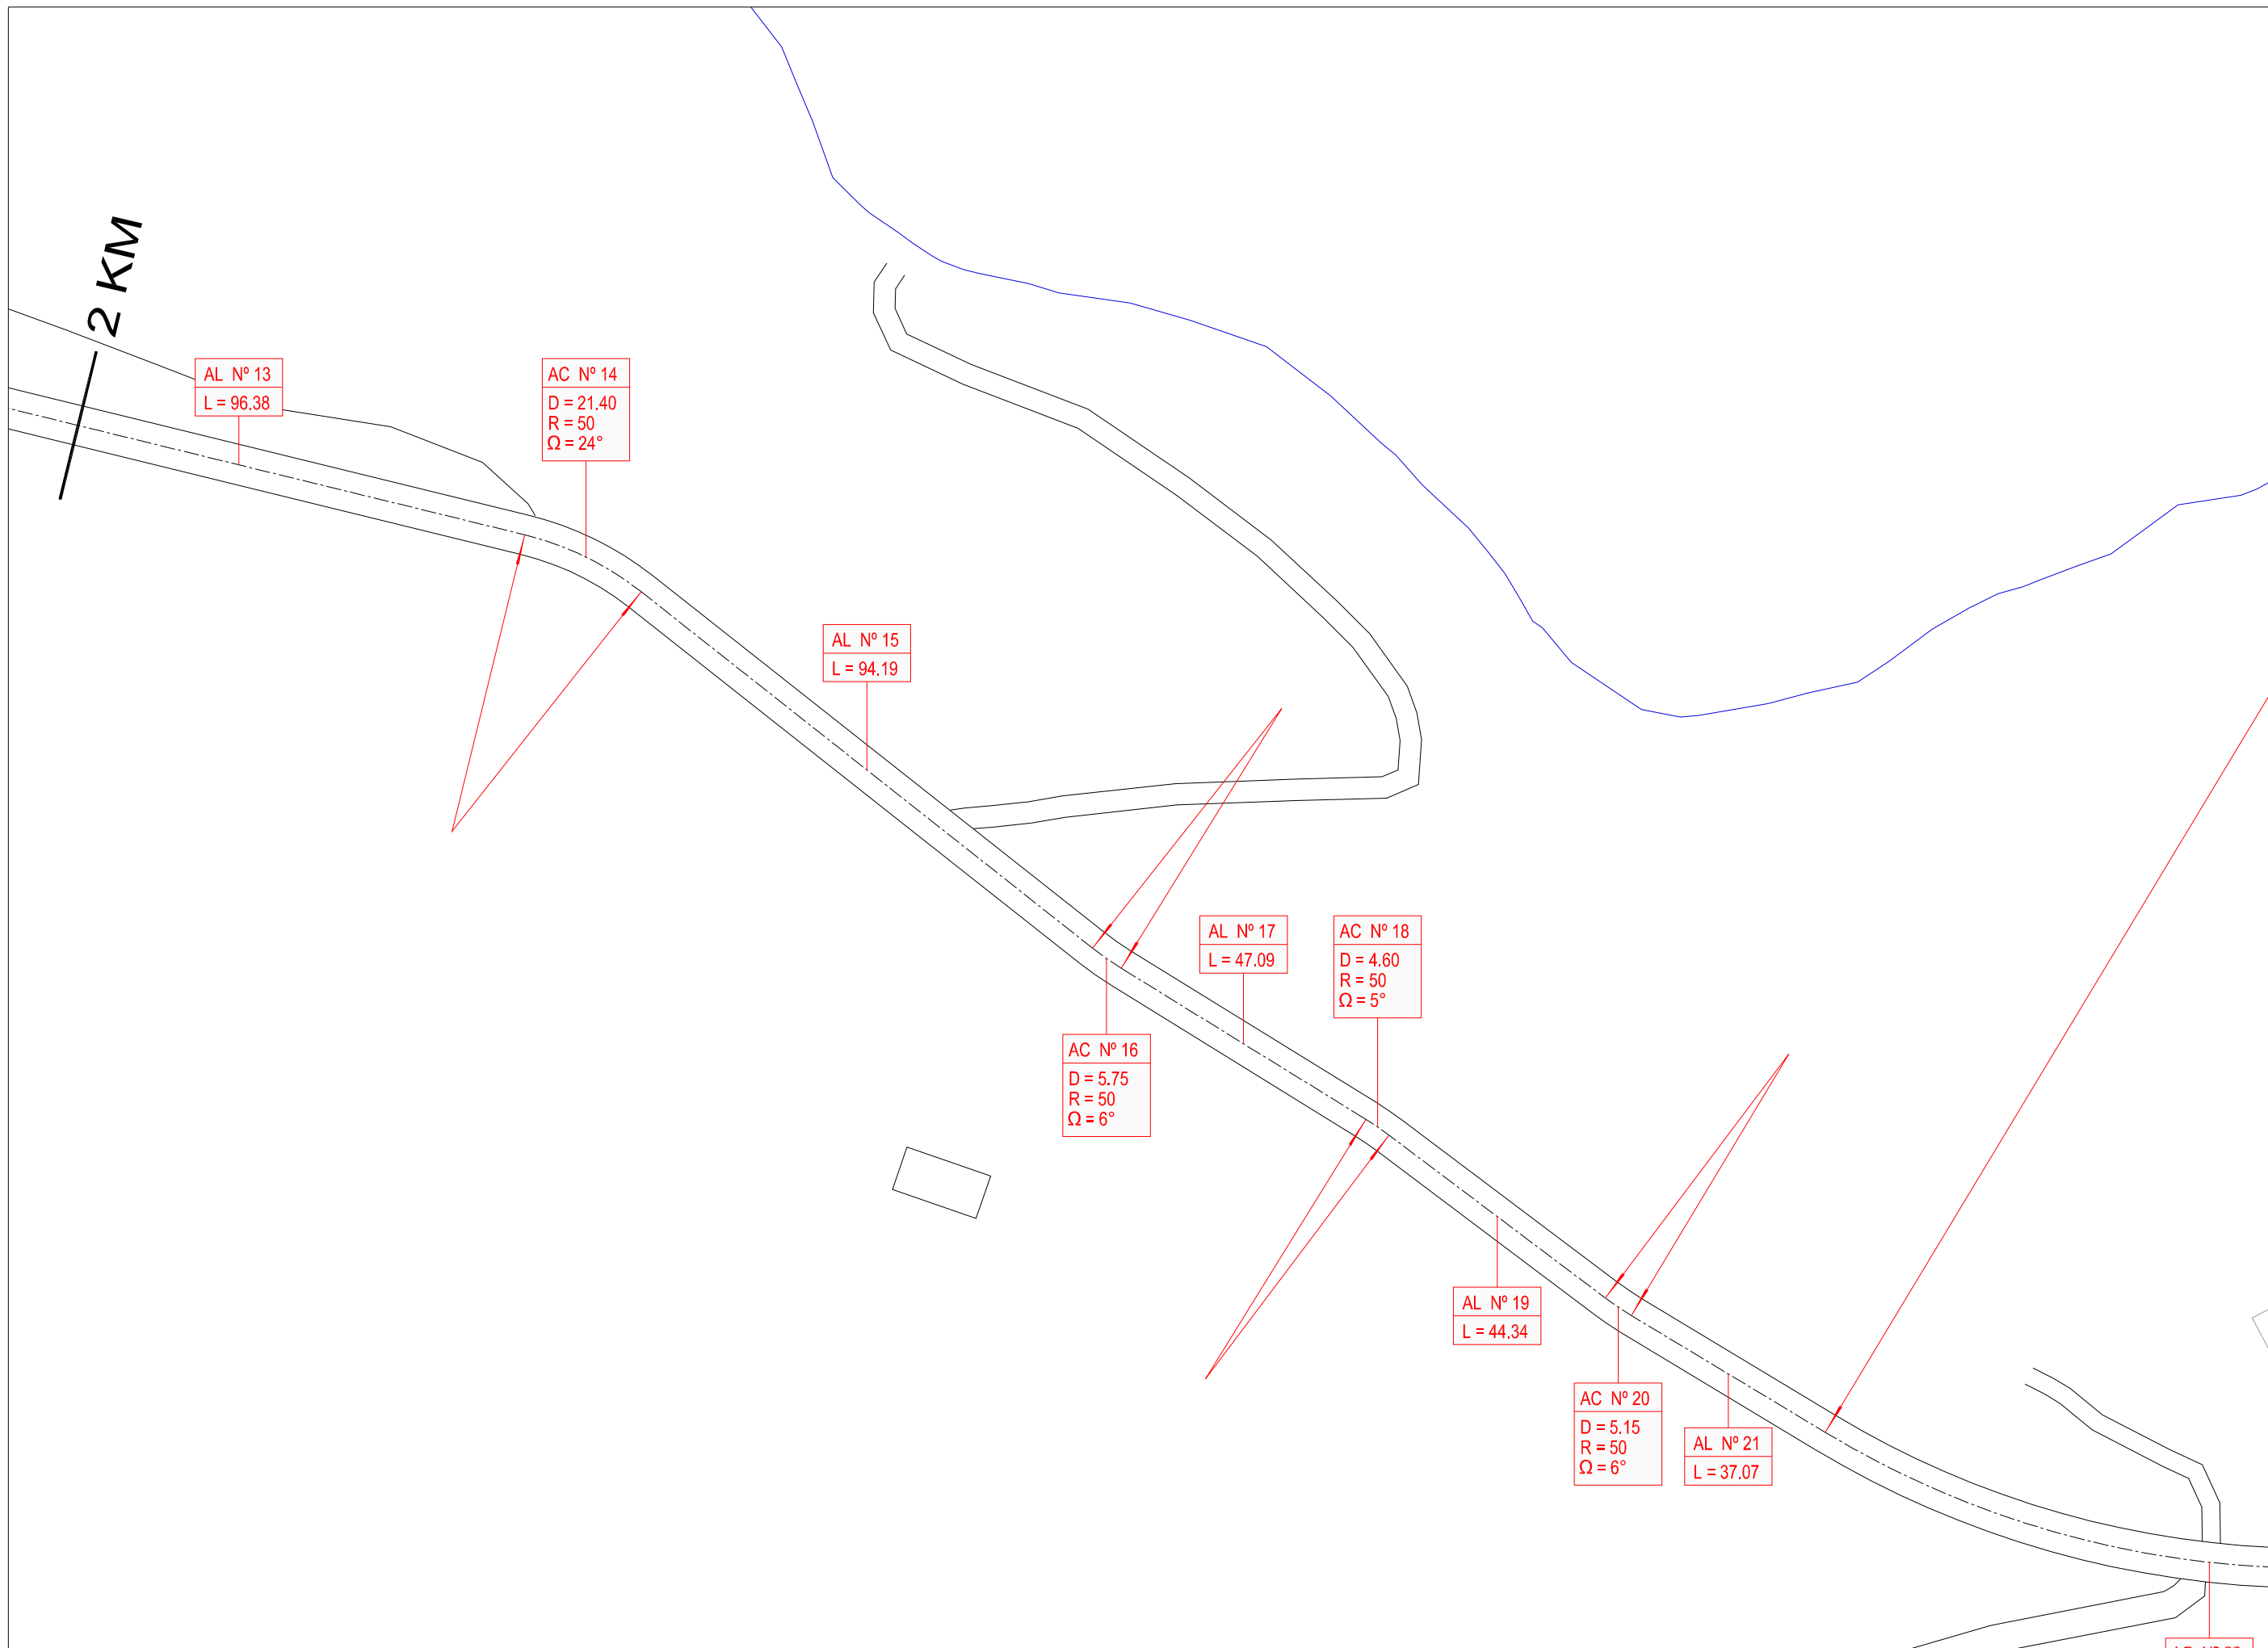 2 KM
AL Nº 13
L = 96.38
AC Nº 14
D = 21.40
R = 50
Ω = 24°
AL Nº 15
L = 94.19
AC Nº 16
D = 5.75
R = 50
Ω = 6°
AL Nº 17
L = 47.09
AC Nº 18
D = 4.60
R = 50
Ω = 5°
AL Nº 19
L = 44.34
AC Nº 20
D = 5.15
R = 50
Ω = 6°
AL Nº 21
L = 37.07